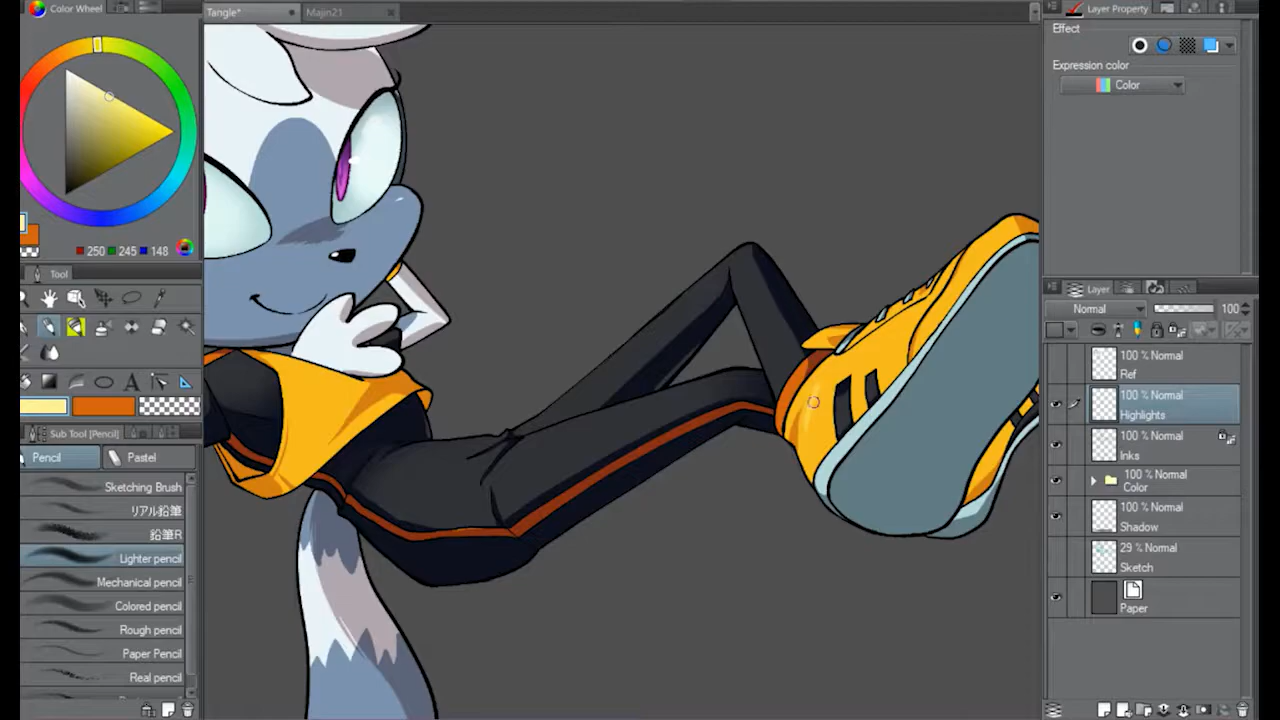 Color Wheel
Tangle*
Majin21
Layer Property
Effect
Expression color
Color
250 245 148
Tool
Sub Tool [Pencil]
Pencil
Pastel
Sketching Brush
リアル鉛筆
鉛筆R
Lighter pencil
Mechanical pencil
Colored pencil
Rough pencil
Paper Pencil
Real pencil
Layer
Normal
100
100 % Normal
Ref
100 % Normal
Highlights
100 % Normal
Inks
100 % Normal
Color
100 % Normal
Shadow
29 % Normal
Sketch
Paper